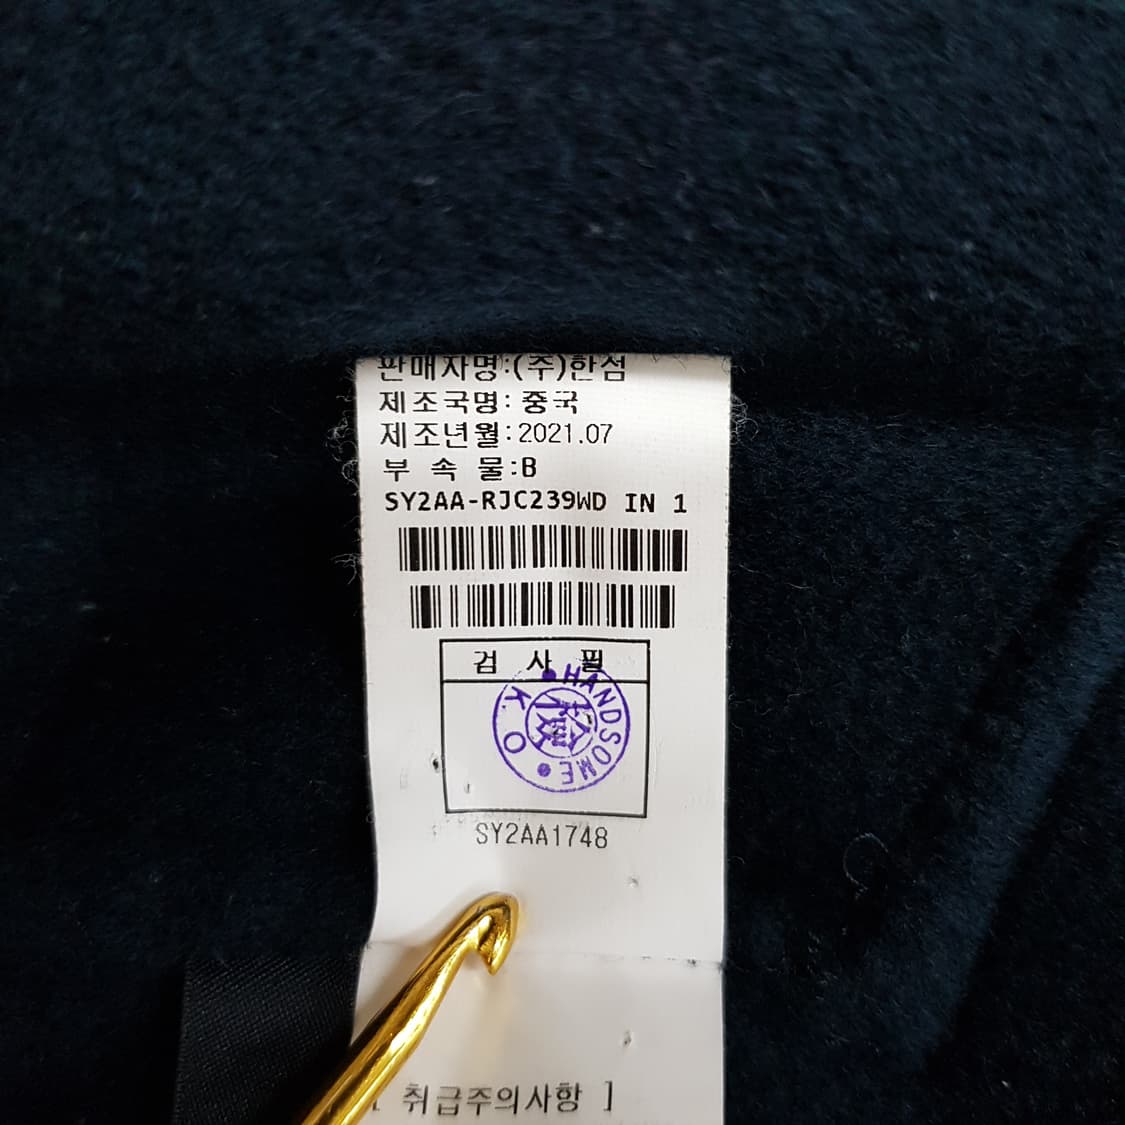 판매자명:(주)한섬
제조국명:중국
제조년월:2021.07
부 속 물:B
SY2AA-RJC239WD IN 1
검 사 필
HANDSOME
O.K
檢
SY2AA1748
[ 취급주의사항 ]